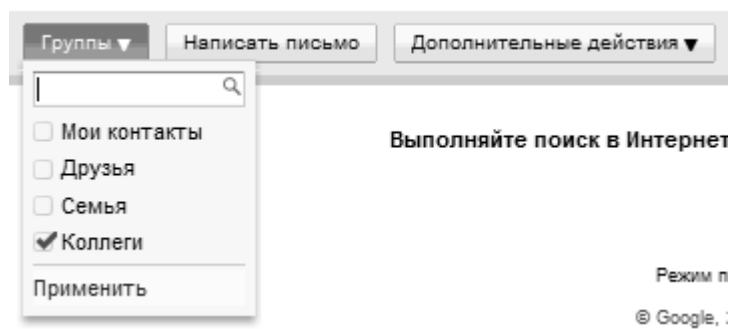 Группы ▼ Написать письмо Дополнительные действия ▼
Мои контакты
Друзья
Семья
Коллеги
Применить
Выполняйте поиск в Интернет
Режим п
© Google,